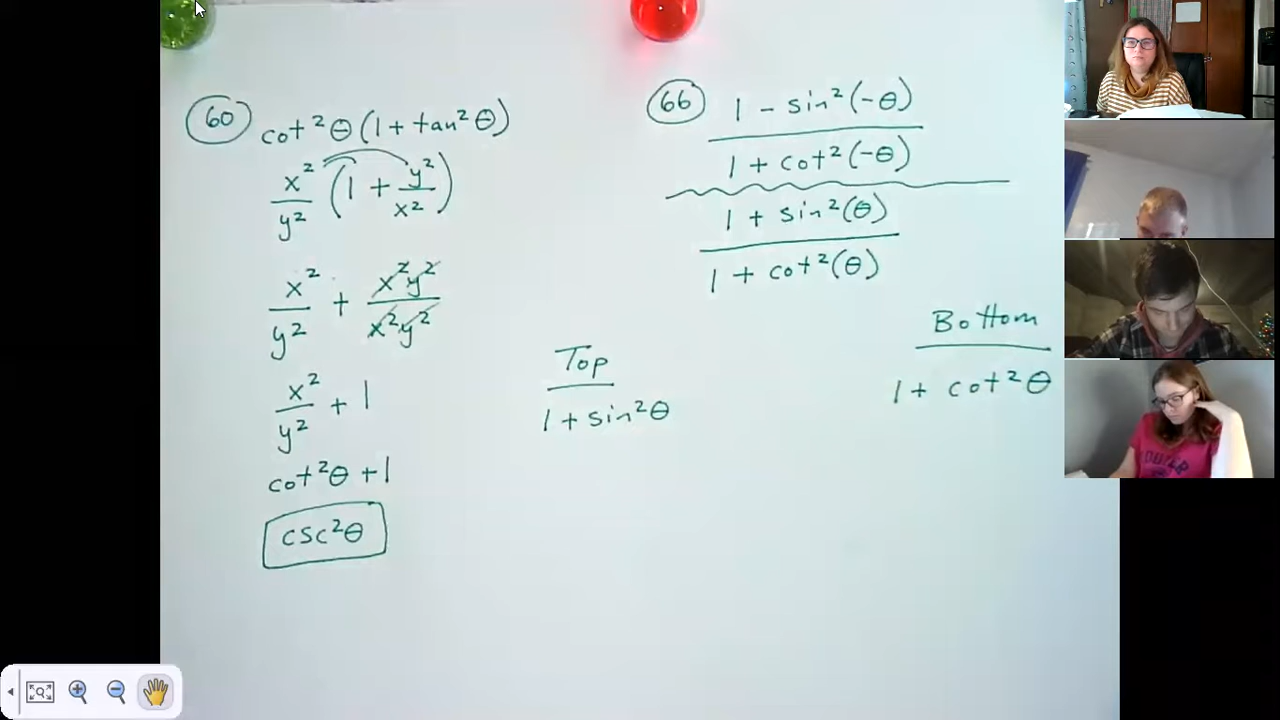 60 cot²θ(1 + tan²θ)
x²/y² (1 + y²/x²)
x²/y² + x²y²/x²y²
x²/y² + 1
cot²θ + 1
csc²θ
66 1 - sin²(-θ)
1 + cot²(-θ)
1 + sin²(θ)
1 + cot²(θ)
Top
1 + sin²θ
Bottom
1 + cot²θ